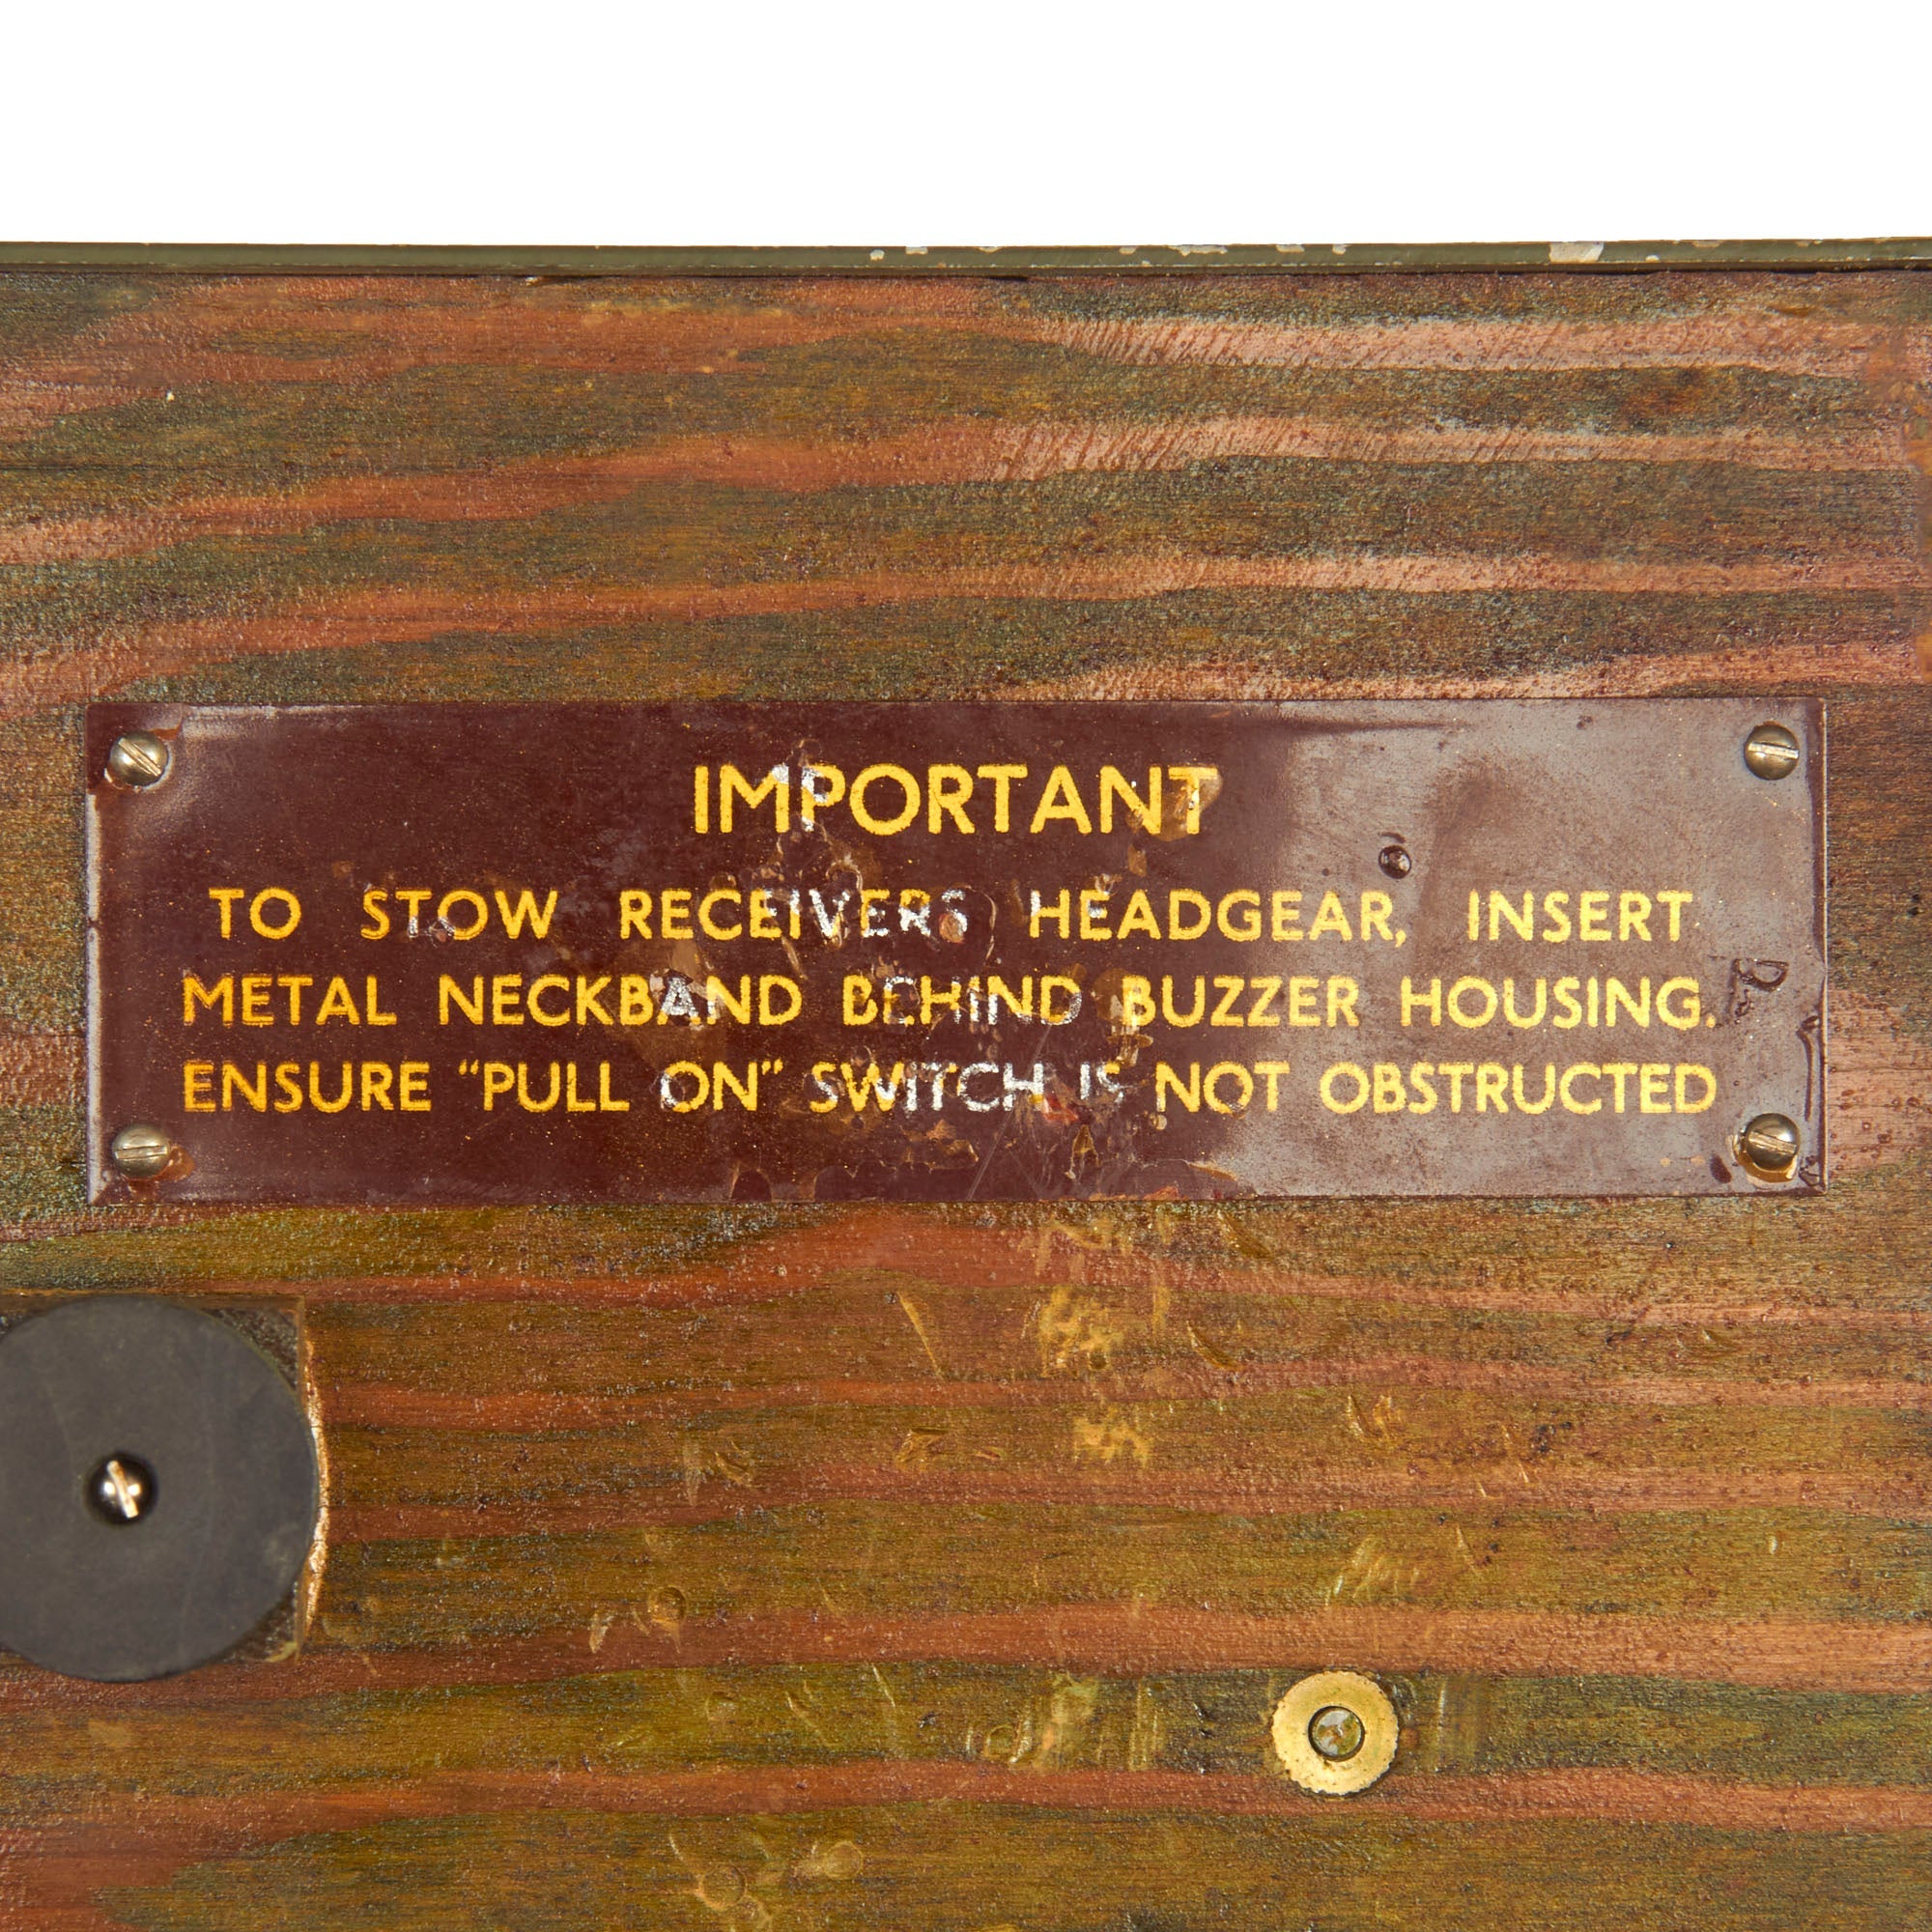 IMPORTANT
TO STOW RECEIVERS HEADGEAR, INSERT
METAL NECKBAND BEHIND BUZZER HOUSING.
ENSURE “PULL ON” SWITCH IS NOT OBSTRUCTED